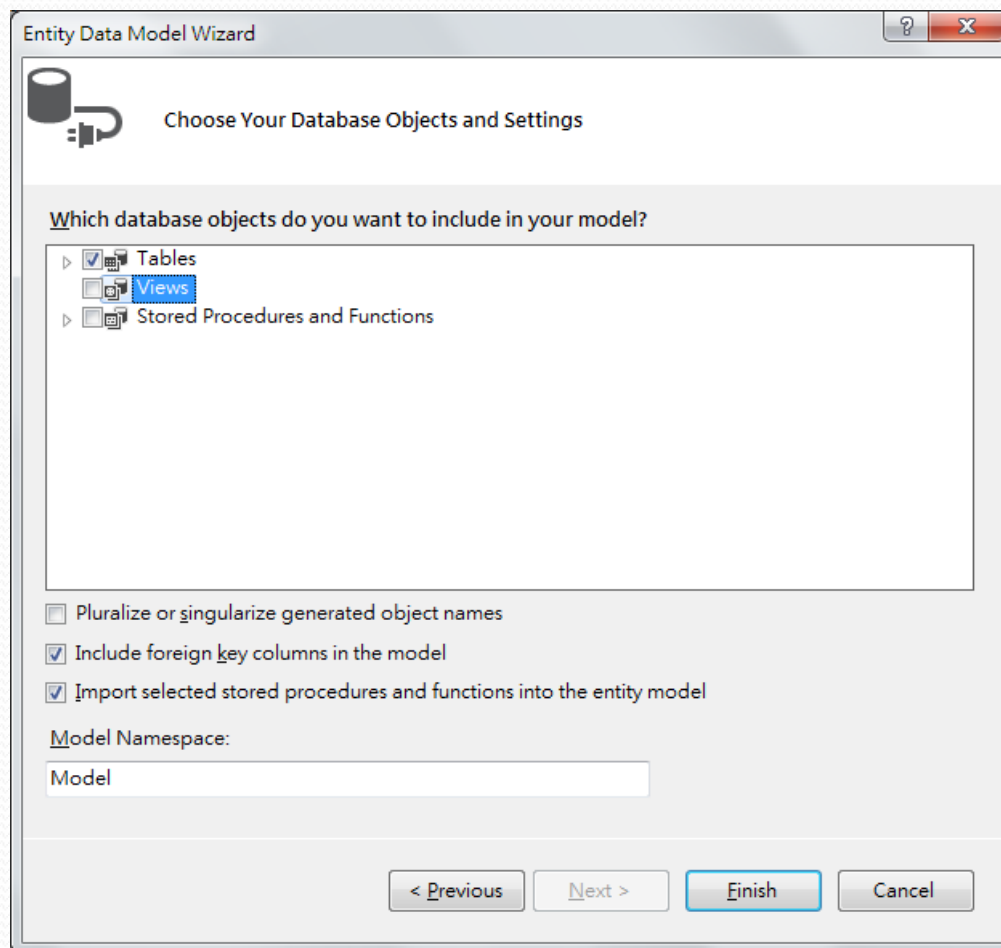 Entity Data Model Wizard
Choose Your Database Objects and Settings
Which database objects do you want to include in your model?
Tables
Views
Stored Procedures and Functions
Pluralize or singularize generated object names
Include foreign key columns in the model
Import selected stored procedures and functions into the entity model
Model Namespace:
Model
< Previous Next > Finish Cancel